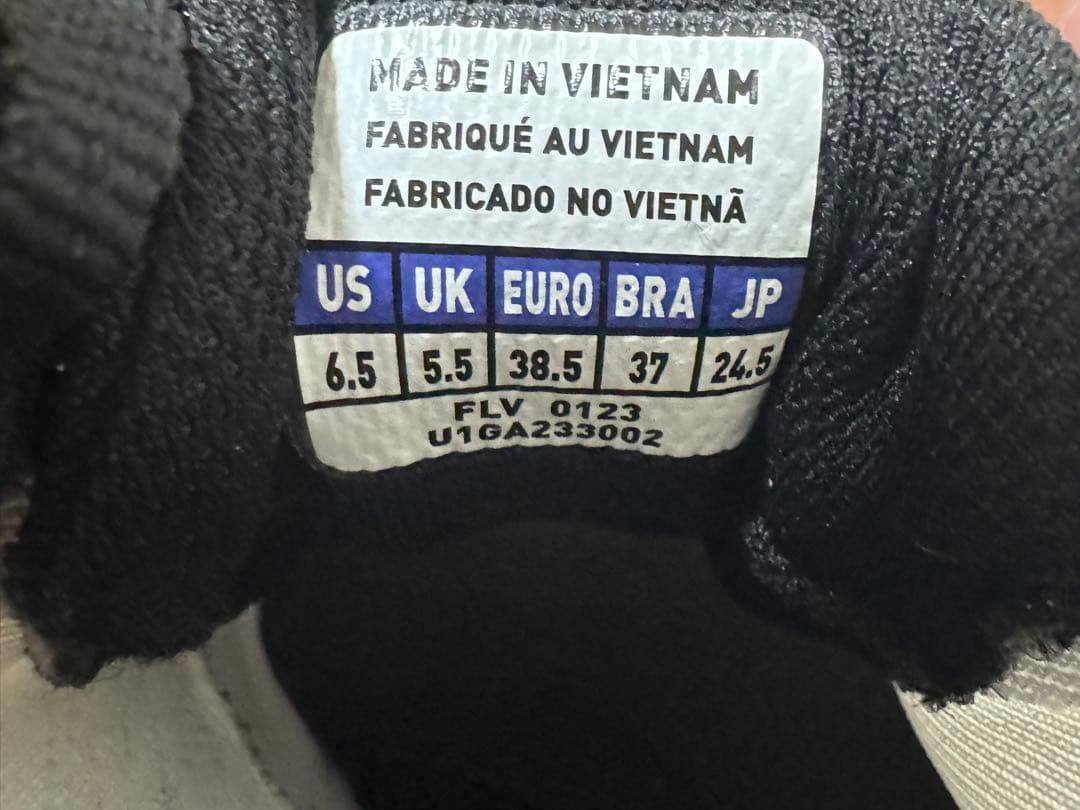 MADE IN VIETNAM
FABRIQUÉ AU VIETNAM
FABRICADO NO VIETNÃ
US UK EURO BRA JP
6.5 5.5 38.5 37 24.5
FLV 0123
U1GA233002